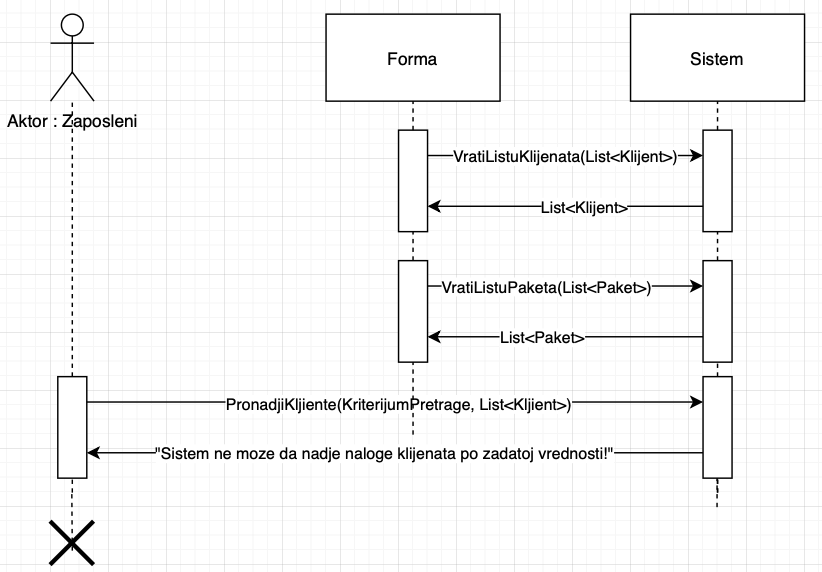 Forma
Sistem
Aktor : Zaposleni
VratiListuKlijenata(List<Klijent>)
List<Klijent>
VratiListuPaketa(List<Paket>)
List<Paket>
PronadjiKljiente(KriterijumPretrage, List<Kljient>)
"Sistem ne moze da nadje naloge klijenata po zadatoj vrednosti!"